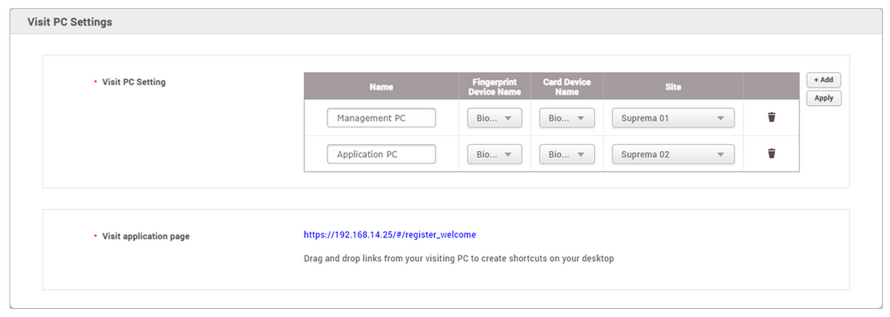 Visit PC Settings
• Visit PC Setting
Name
Fingerprint
Device Name
Card Device
Name
Site
+ Add
Apply
Management PC
Bio...
Bio...
Suprema 01
Application PC
Bio...
Bio...
Suprema 02
• Visit application page
https://192.168.14.25/#/register_welcome
Drag and drop links from your visiting PC to create shortcuts on your desktop